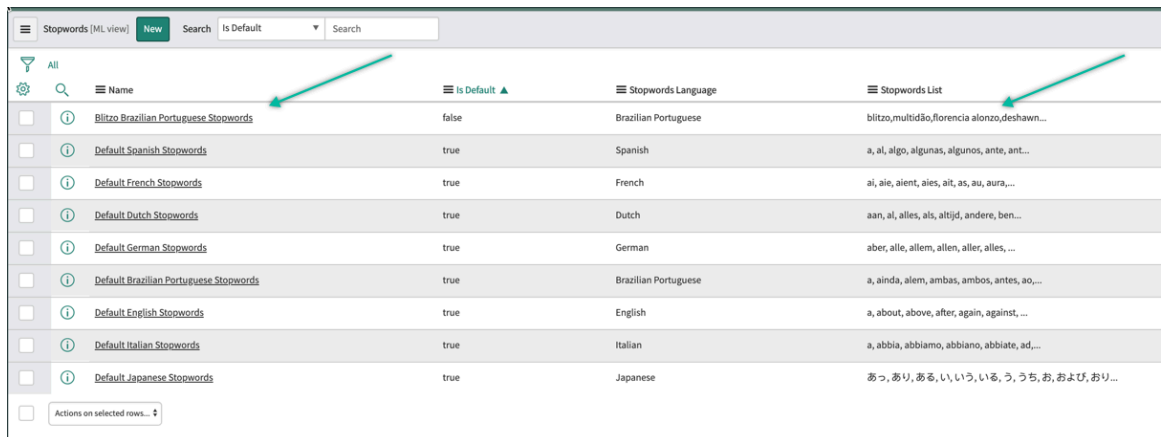 Stopwords [ML view] New Search Is Default Search
All
Name Is Default Stopwords Language Stopwords List
Blitzo Brazilian Portuguese Stopwords false Brazilian Portuguese blitzo,multidão,florencia alonzo,deshawn...
Default Spanish Stopwords true Spanish a, al, algo, algunas, algunos, ante, ant...
Default French Stopwords true French ai, aie, aient, aies, ait, as, au, aura,...
Default Dutch Stopwords true Dutch aan, al, alles, als, altijd, andere, ben...
Default German Stopwords true German aber, alle, allem, allen, aller, alles, ...
Default Brazilian Portuguese Stopwords true Brazilian Portuguese a, ainda, alem, ambas, ambos, antes, ao,...
Default English Stopwords true English a, about, above, after, again, against, ...
Default Italian Stopwords true Italian a, abbia, abbiamo, abbiano, abbiate, ad,...
Default Japanese Stopwords true Japanese あっ, あり, ある, い, いう, いる, う, うち, お, および, おり...
Actions on selected rows...